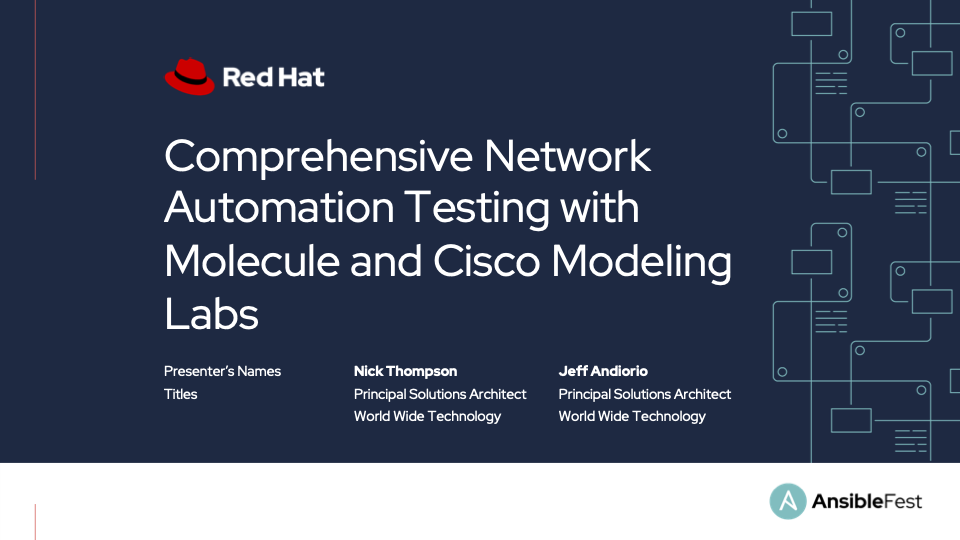 Red Hat
Comprehensive Network
Automation Testing with
Molecule and Cisco Modeling
Labs
Presenter’s Names
Titles
Nick Thompson
Principal Solutions Architect
World Wide Technology
Jeff Andiorio
Principal Solutions Architect
World Wide Technology
AnsibleFest